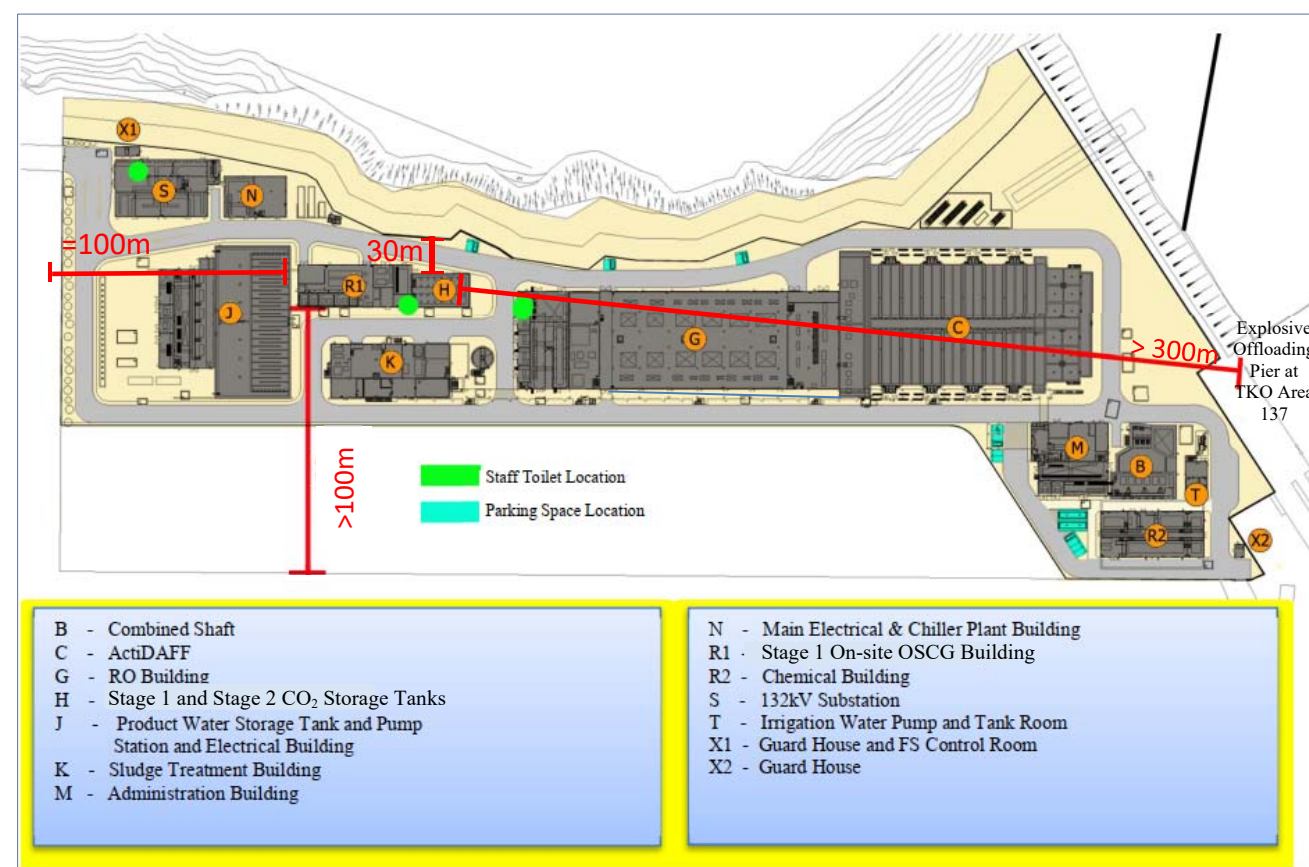 X1
S
N
=100m
30m
R1
H
J
C
G
K
> 300m
Explosive
Offloading
Pier at
TKO Area
137
>100m
M
B
T
R2
X2
Staff Toilet Location
Parking Space Location
B - Combined Shaft
C - ActiDAFF
G - RO Building
H - Stage 1 and Stage 2 CO₂ Storage Tanks
J - Product Water Storage Tank and Pump
Station and Electrical Building
K - Sludge Treatment Building
M - Administration Building
N - Main Electrical & Chiller Plant Building
R1 - Stage 1 On-site OSCG Building
R2 - Chemical Building
S - 132kV Substation
T - Irrigation Water Pump and Tank Room
X1 - Guard House and FS Control Room
X2 - Guard House